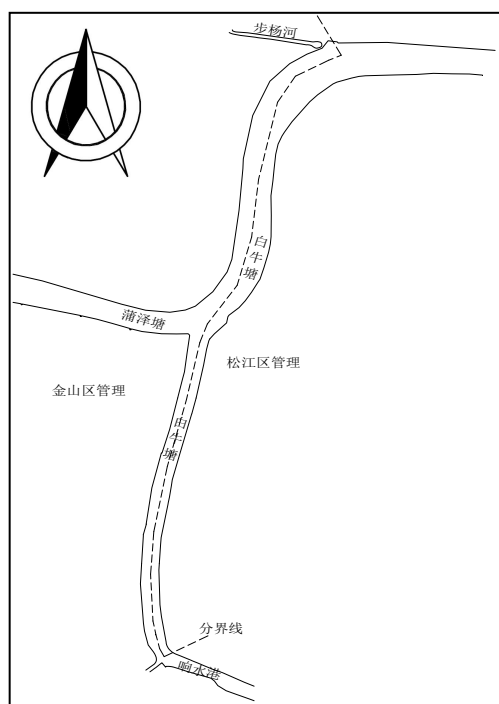 步杨河
白牛塘
蒲泽塘
松江区管理
金山区管理
白牛塘
分界线
响水港